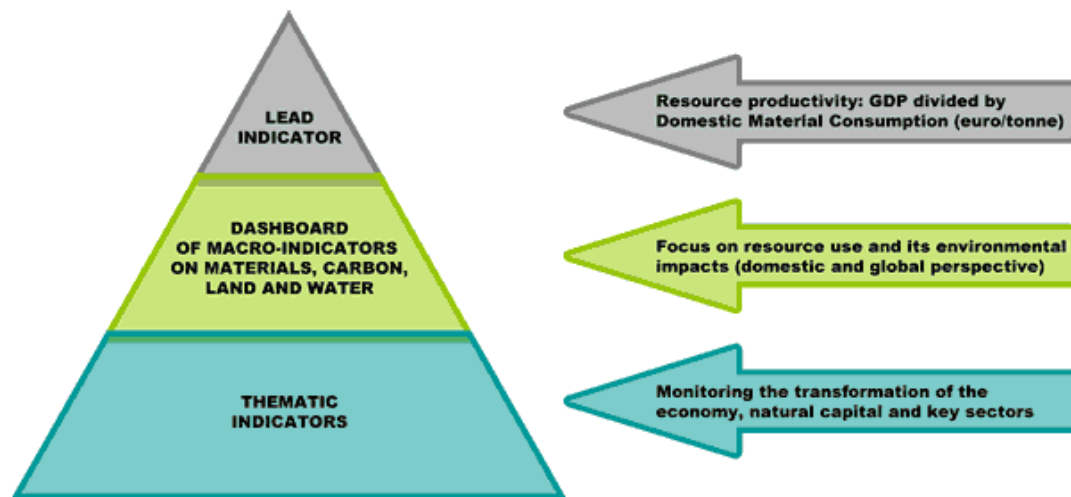 LEAD
INDICATOR
Resource productivity: GDP divided by
Domestic Material Consumption (euro/tonne)
DASHBOARD
OF MACRO-INDICATORS
ON MATERIALS, CARBON,
LAND AND WATER
Focus on resource use and its environmental
impacts (domestic and global perspective)
THEMATIC
INDICATORS
Monitoring the transformation of the
economy, natural capital and key sectors